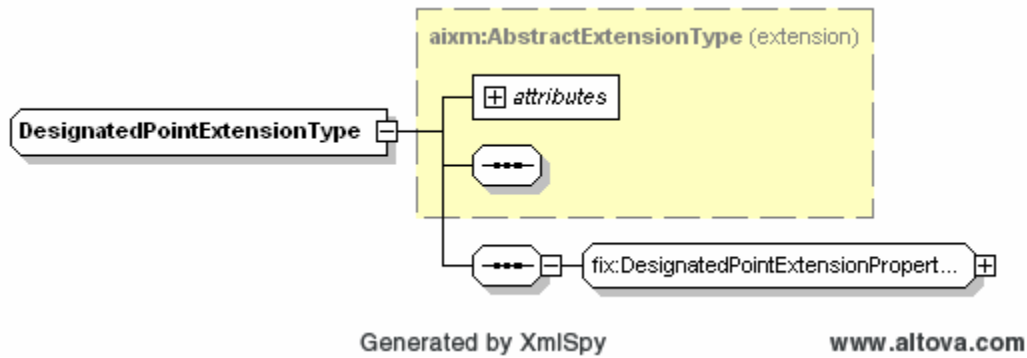 aixm:AbstractExtensionType (extension)
attributes
DesignatedPointExtensionType
fix:DesignatedPointExtensionPropert...
Generated by XmlSpy
www.altova.com